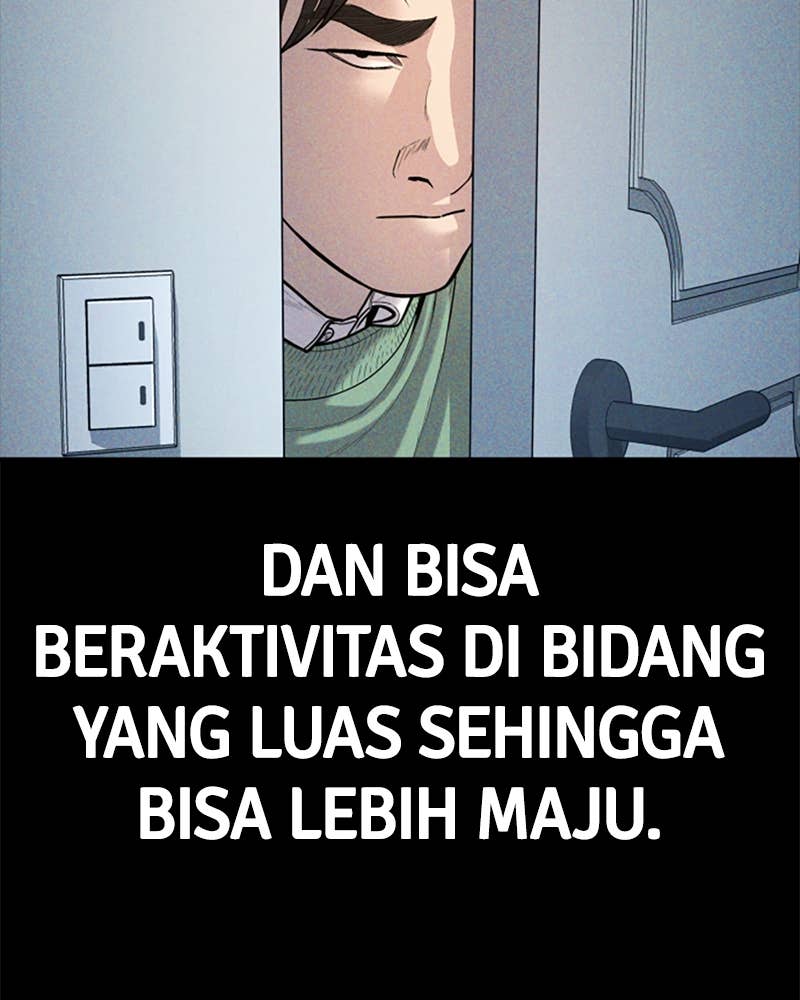 DAN BISA
BERAKTIVITAS DI BIDANG
YANG LUAS SEHINGGA
BISA LEBIH MAJU.